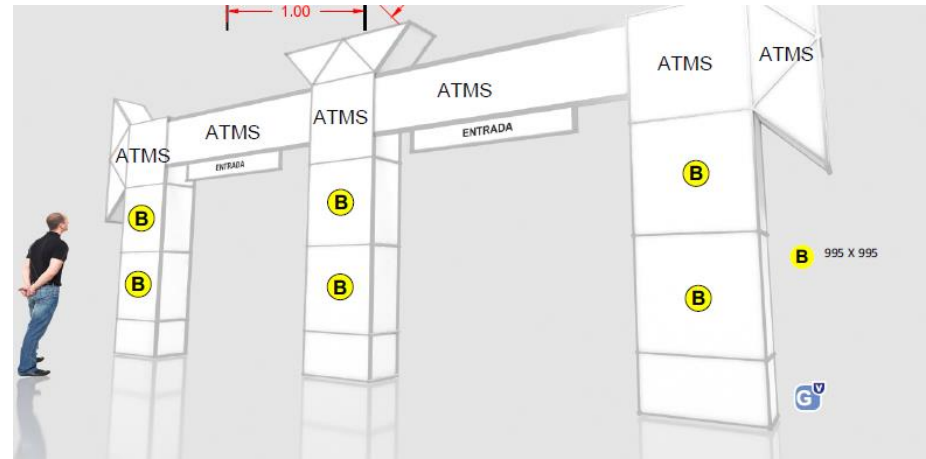 1.00
ATMS
ATMS
ATMS
ATMS
ATMS
ATMS
ENTRADA
ENTRADA
B
B
B
B
B
B
B 995 X 995
G V